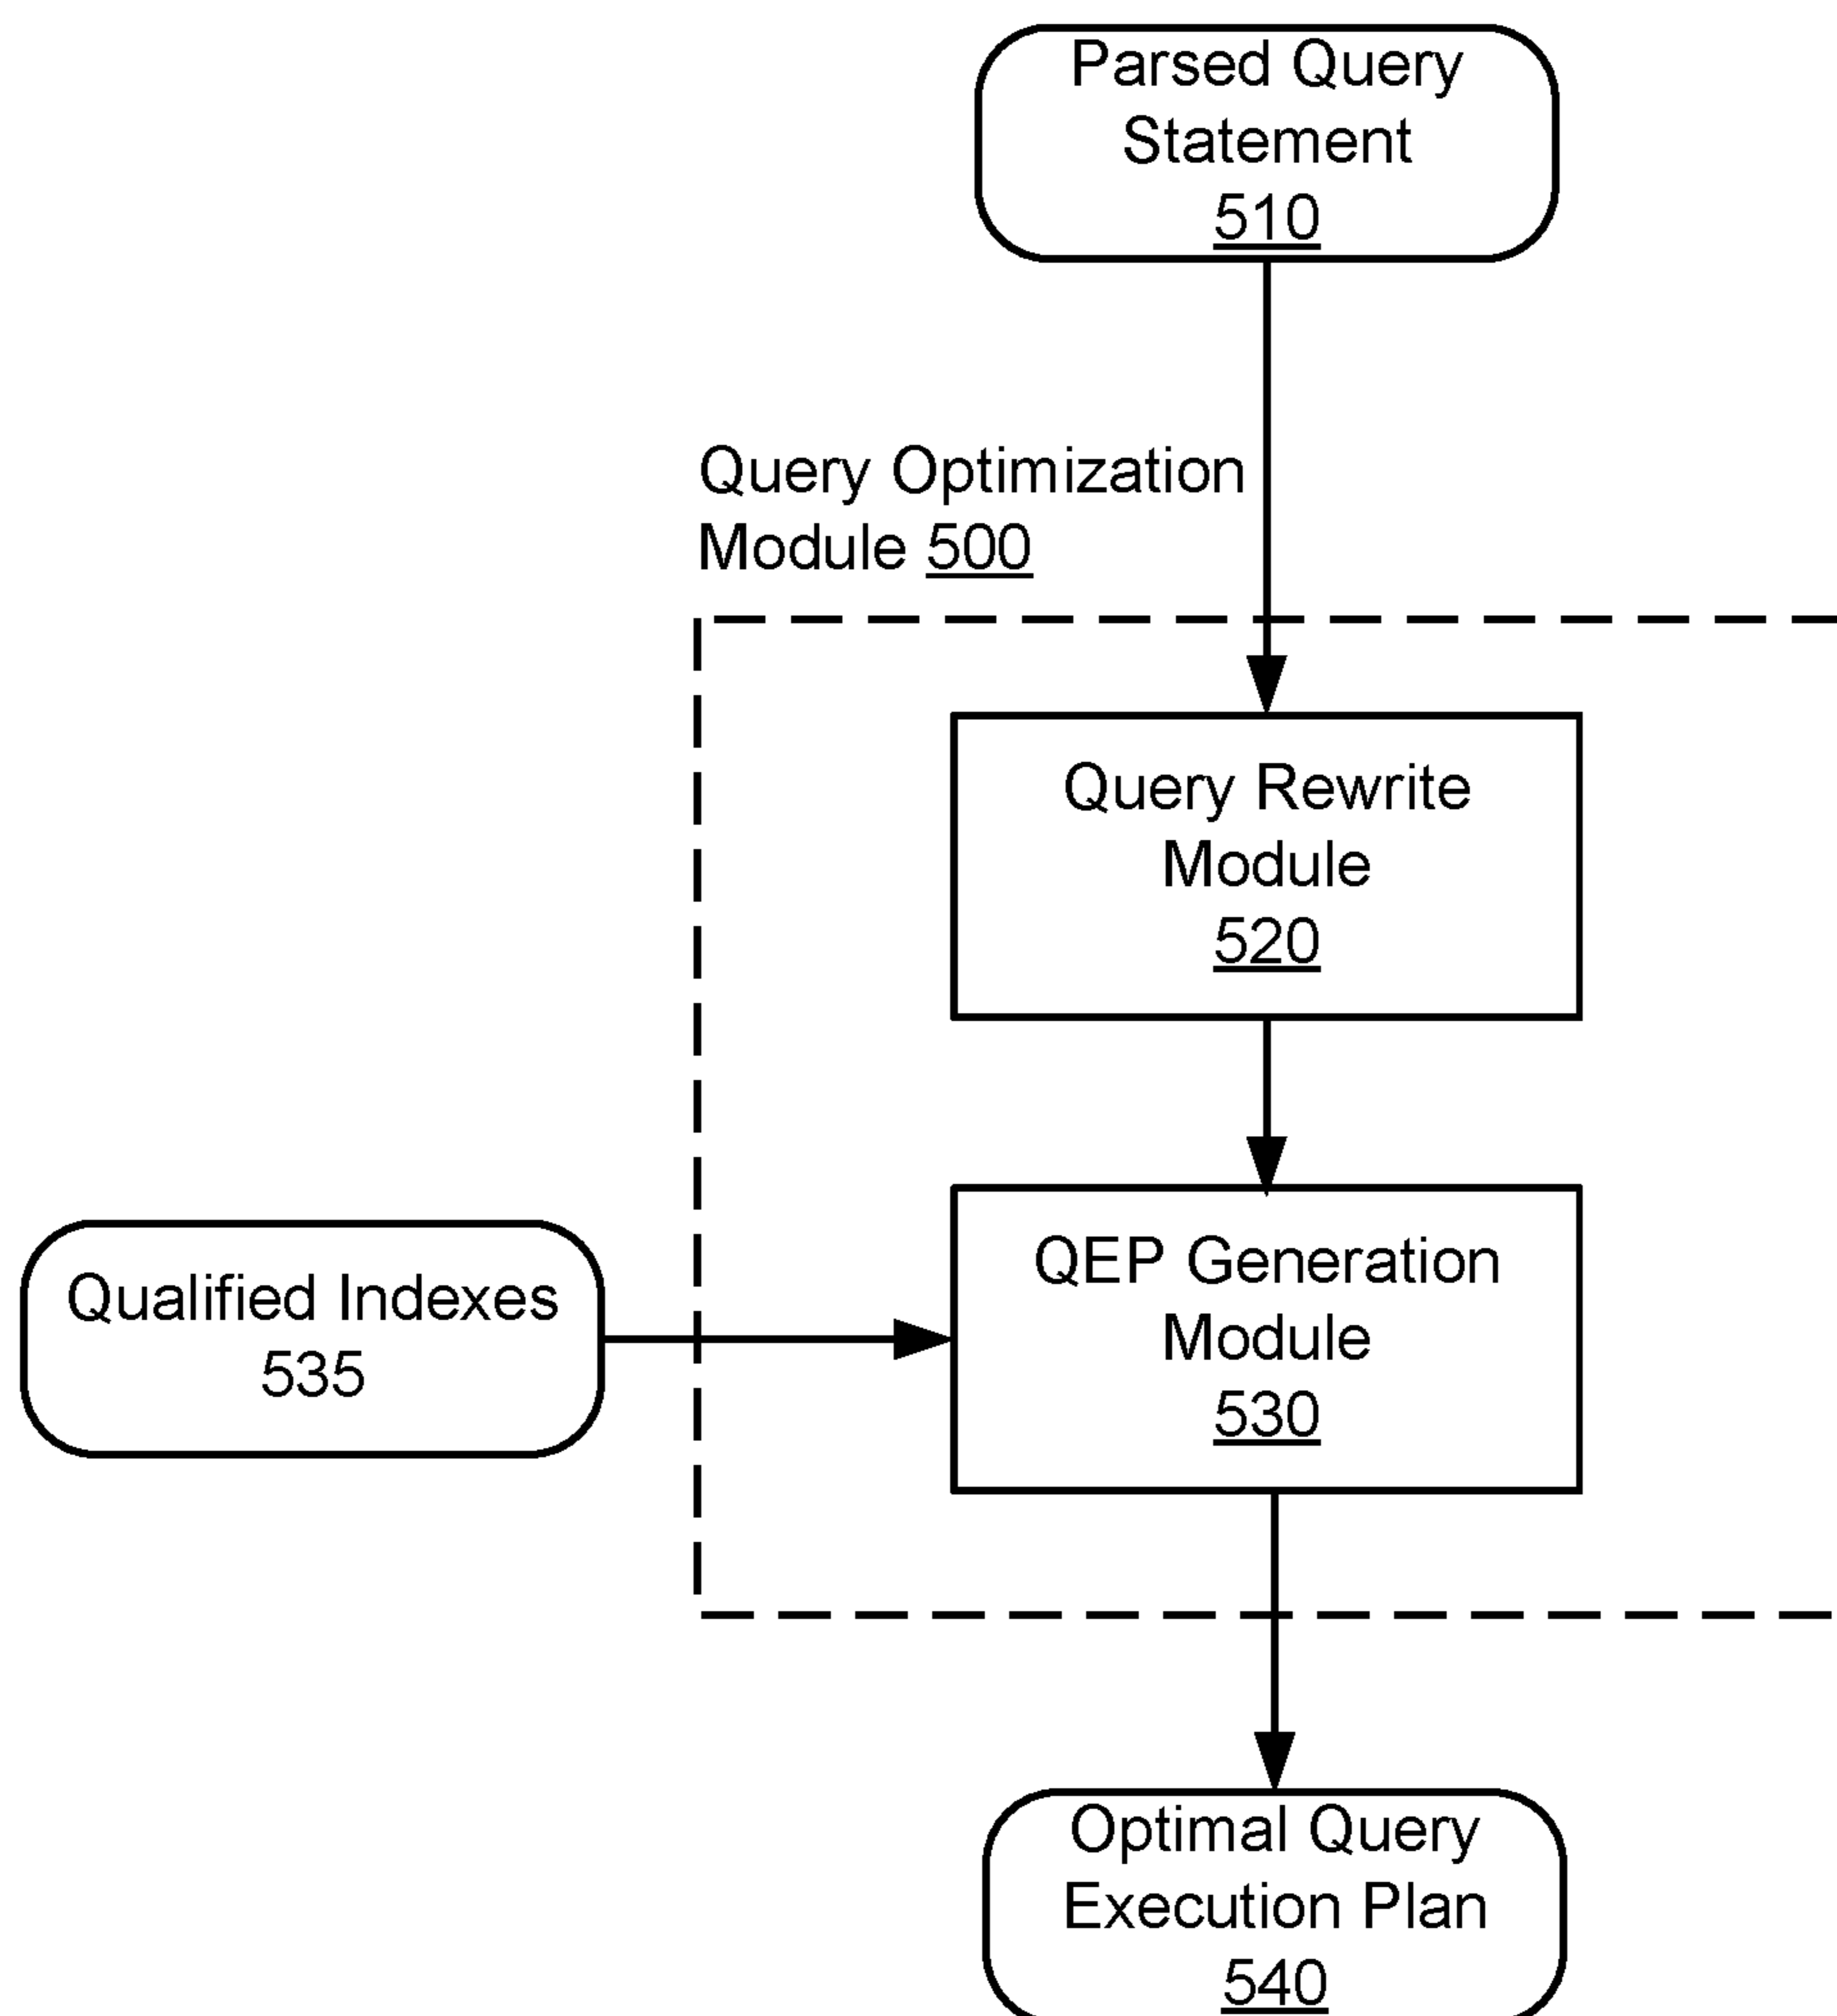 Parsed Query
Statement
510
Query Optimization
Module 500
Query Rewrite
Module
520
QEP Generation
Module
530
Qualified Indexes
535
Optimal Query
Execution Plan
540